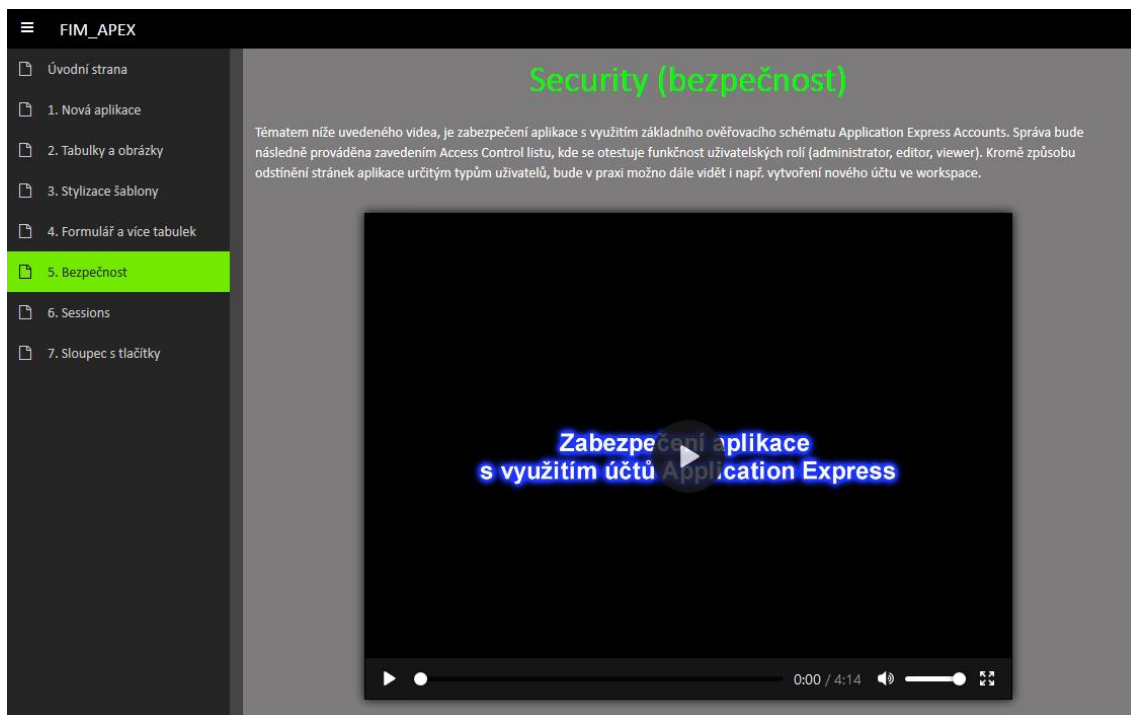 FIM_APEX
Úvodní strana
1. Nová aplikace
2. Tabulky a obrázky
3. Stylizace šablony
4. Formulář a více tabulek
5. Bezpečnost
6. Sessions
7. Sloupec s tlačítky
Security (bezpečnost)
Tématem níže uvedeného videa, je zabezpečení aplikace s využitím základního ověřovacího schématu Application Express Accounts. Správa bude
následně prováděna zavedením Access Control listu, kde se otestuje funkčnost uživatelských rolí (administrator, editor, viewer). Kromě způsobu
odstínění stránek aplikace určitým typům uživatelů, bude v praxi možno dále vidět i např. vytvoření nového účtu ve workspace.
Zabezpečení aplikace
s využitím účtů Application Express
0:00 / 4:14